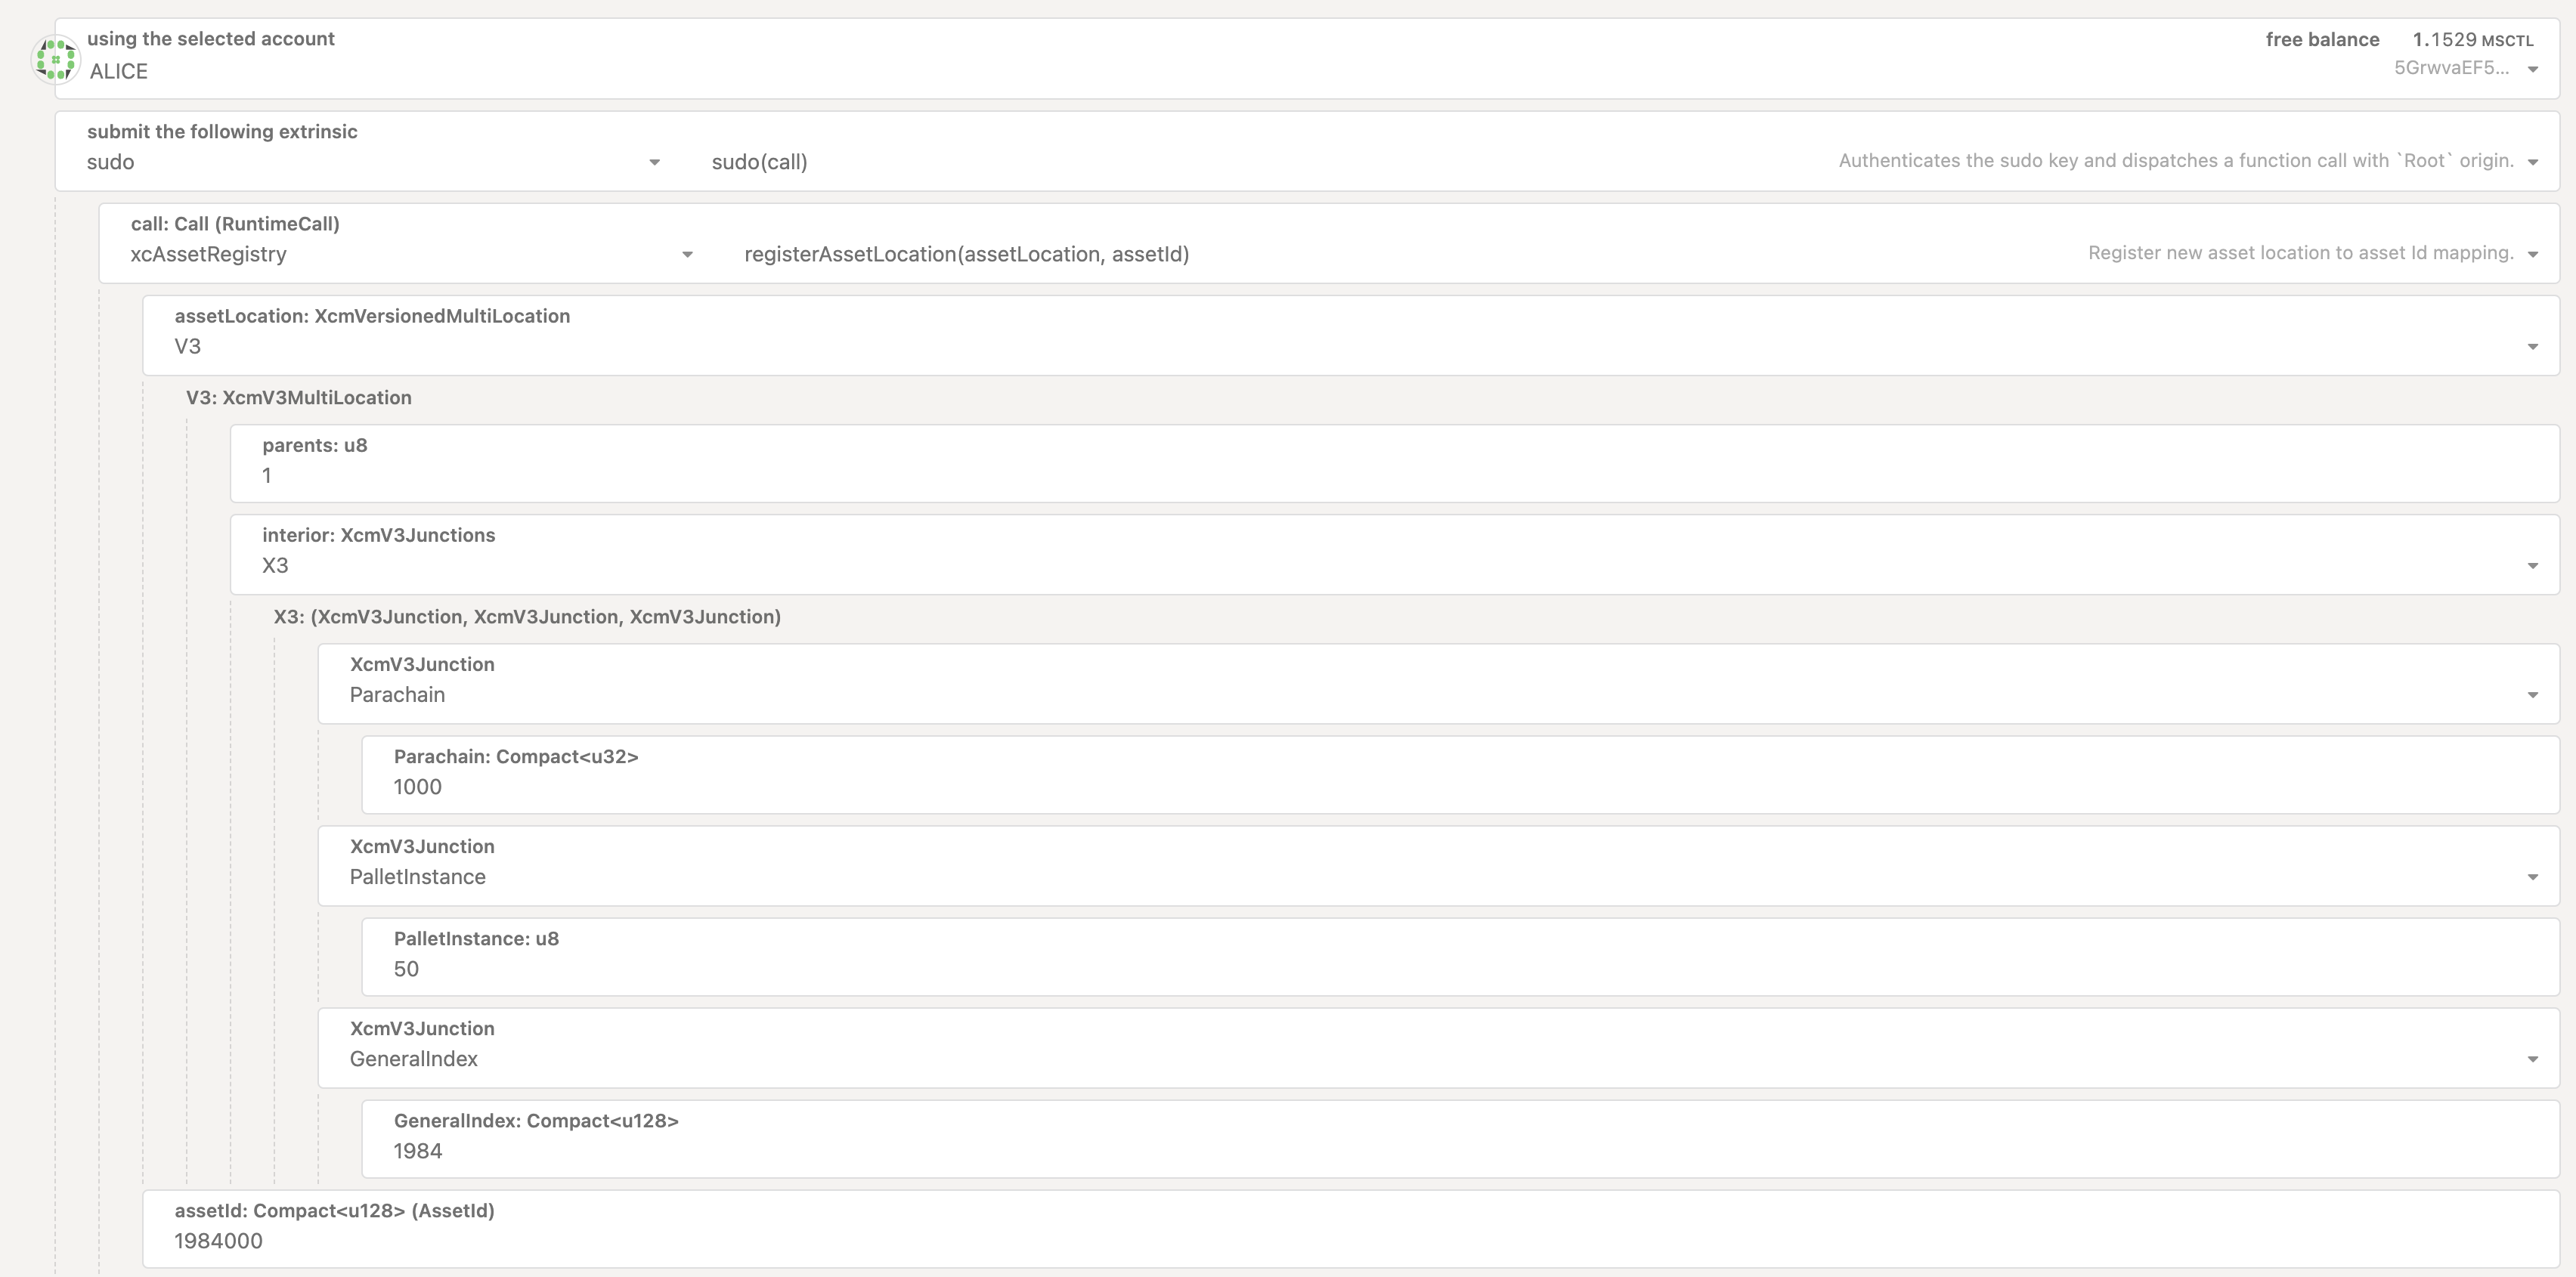 using the selected account
free balance 1.1529 MSCTL
ALICE
5GrwvaEF5...
submit the following extrinsic
sudo
sudo(call)
Authenticates the sudo key and dispatches a function call with `Root` origin.
call: Call (RuntimeCall)
xcAssetRegistry
registerAssetLocation(assetLocation, assetId)
Register new asset location to asset Id mapping.
assetLocation: XcmVersionedMultiLocation
V3
V3: XcmV3MultiLocation
parents: u8
1
interior: XcmV3Junctions
X3
X3: (XcmV3Junction, XcmV3Junction, XcmV3Junction)
XcmV3Junction
Parachain
Parachain: Compact<u32>
1000
XcmV3Junction
PalletInstance
PalletInstance: u8
50
XcmV3Junction
GeneralIndex
GeneralIndex: Compact<u128>
1984
assetId: Compact<u128> (AssetId)
1984000